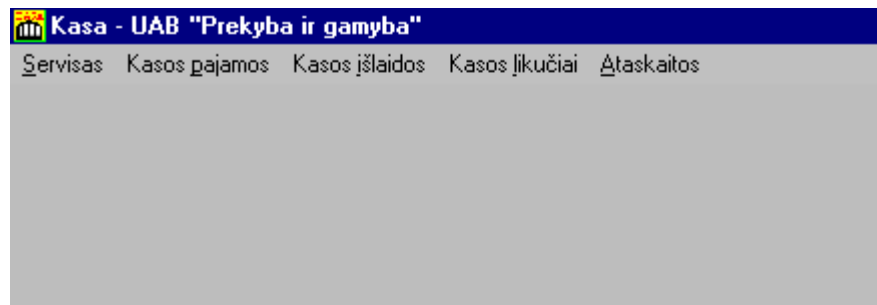 Kasa - UAB "Prekyba ir gamyba"
Servisas Kasos pajamos Kasos išlaidos Kasos likučiai Ataskaitos